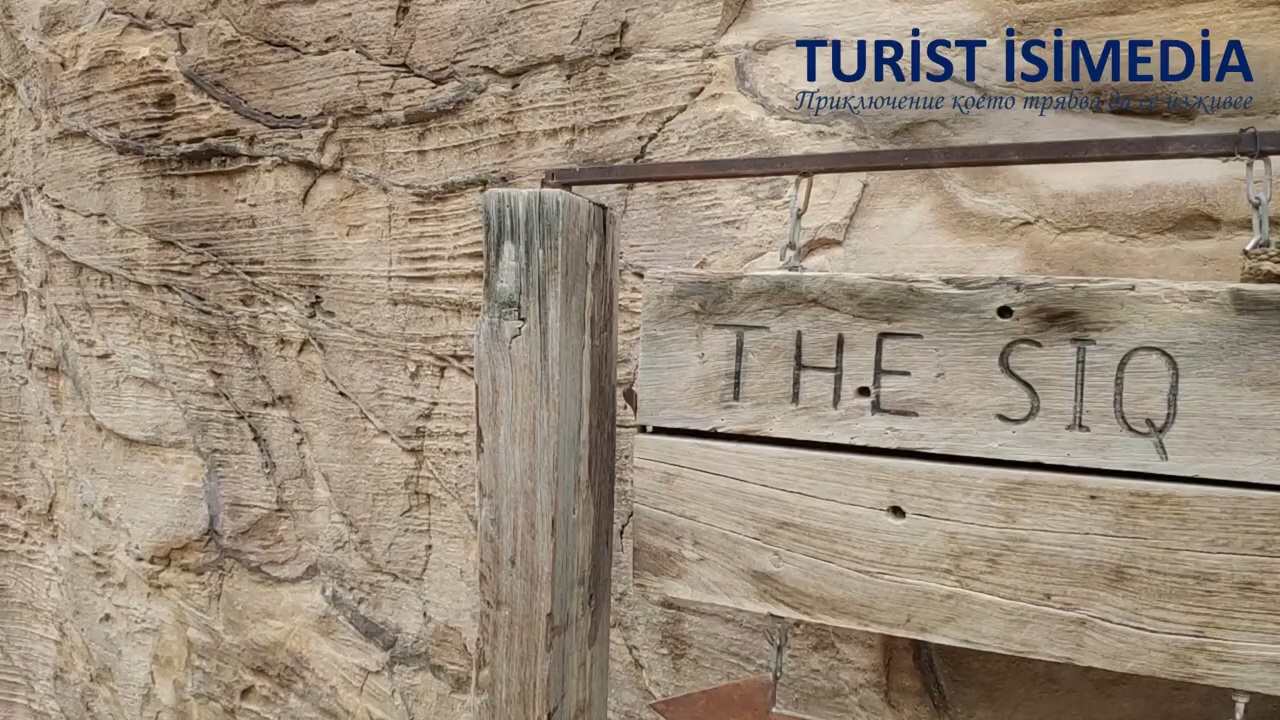 TURİST İSİMEDİA
Приключение което трябва да се изживее
THE SIQ